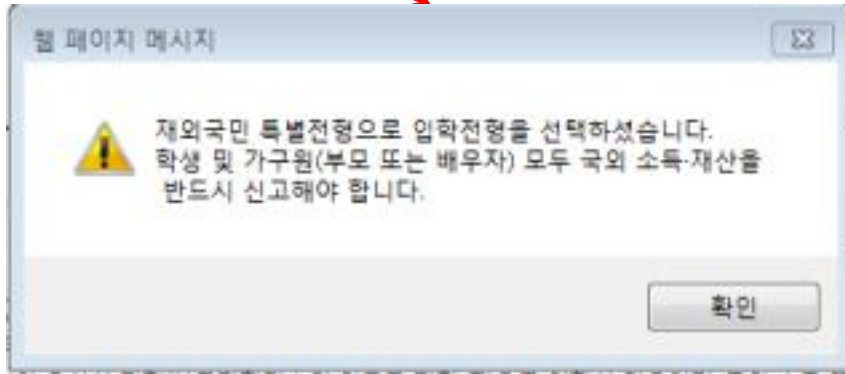 웹 페이지 메시지
재외국민 특별전형으로 입학전형을 선택하셨습니다.
학생 및 가구원(부모 또는 배우자) 모두 국외 소득·재산을
반드시 신고해야 합니다.
확인